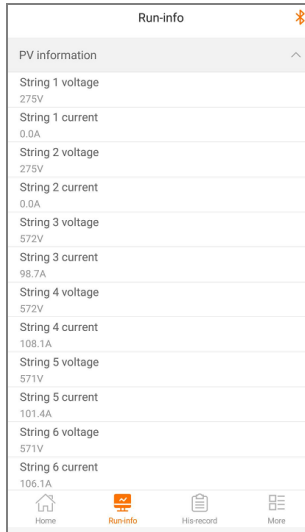 Run-info
PV information
String 1 voltage
275V
String 1 current
0.0A
String 2 voltage
275V
String 2 current
0.0A
String 3 voltage
572V
String 3 current
98.7A
String 4 voltage
572V
String 4 current
108.1A
String 5 voltage
571V
String 5 current
101.4A
String 6 voltage
571V
String 6 current
106.1A
Home Run-info His-record More